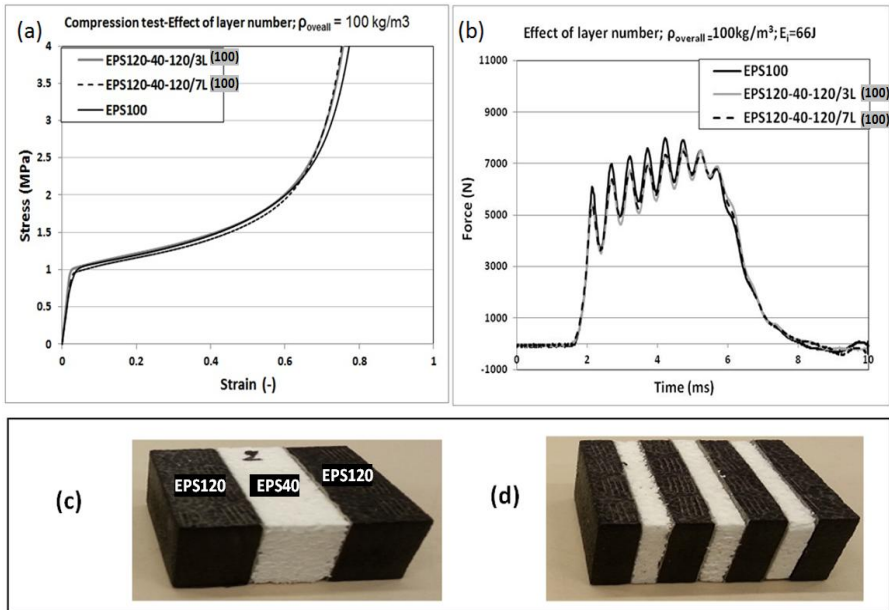 (a)
Compression test-Effect of layer number; ρoveall = 100 kg/m3
4
3.5
3
2.5
2
1.5
1
0.5
0
Stress (MPa)
EPS120-40-120/3L (100)
EPS120-40-120/7L (100)
EPS100
0
0.2
0.4
0.6
0.8
1
Strain (-)
(b)
Effect of layer number; ρoverall =100kg/m³; Ei=66J
11000
9000
7000
5000
3000
1000
-1000
Force (N)
EPS100
EPS120-40-120/3L (100)
EPS120-40-120/7L (100)
0
2
4
6
8
10
Time (ms)
(c)
EPS120
EPS40
EPS120
(d)